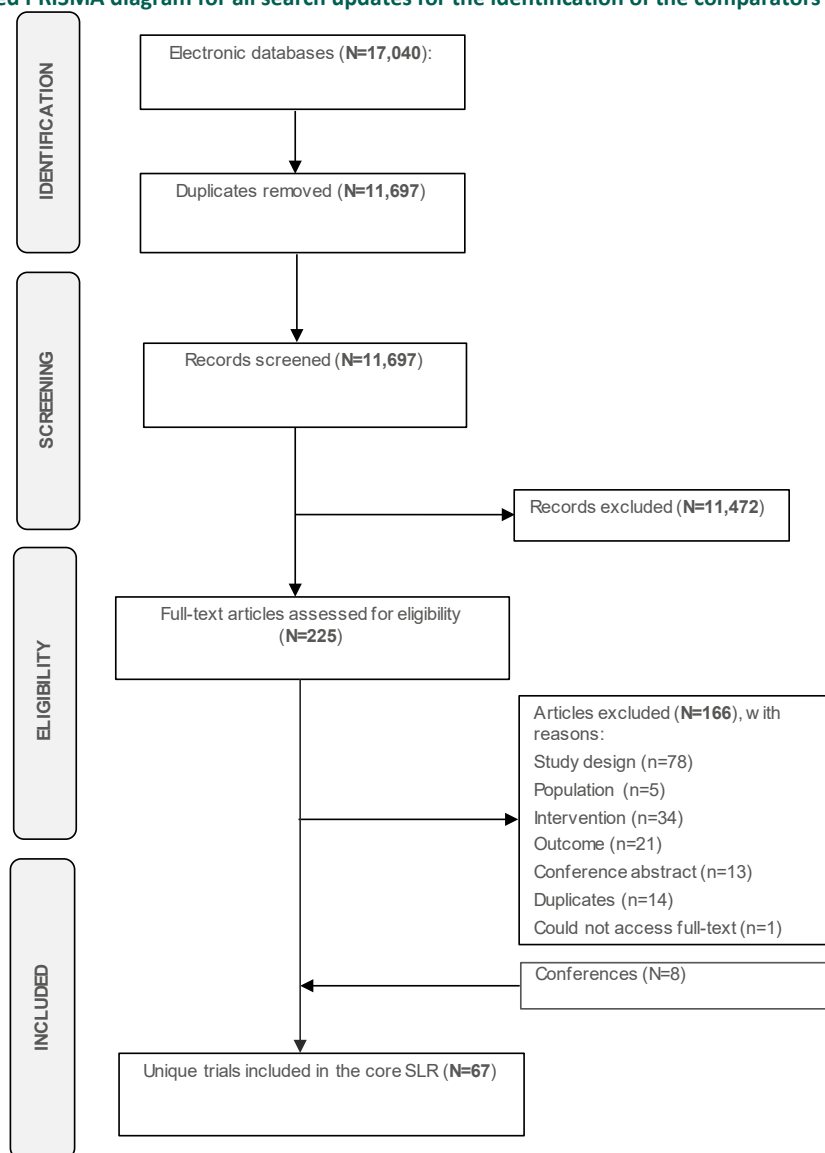 ed PRISMA diagram for all search updates for the identification of the comparators
IDENTIFICATION
Electronic databases (N=17,040):
Duplicates removed (N=11,697)
SCREENING
Records screened (N=11,697)
Records excluded (N=11,472)
ELIGIBILITY
Full-text articles assessed for eligibility
(N=225)
Articles excluded (N=166), with
reasons:
Study design (n=78)
Population (n=5)
Intervention (n=34)
Outcome (n=21)
Conference abstract (n=13)
Duplicates (n=14)
Could not access full-text (n=1)
INCLUDED
Conferences (N=8)
Unique trials included in the core SLR (N=67)